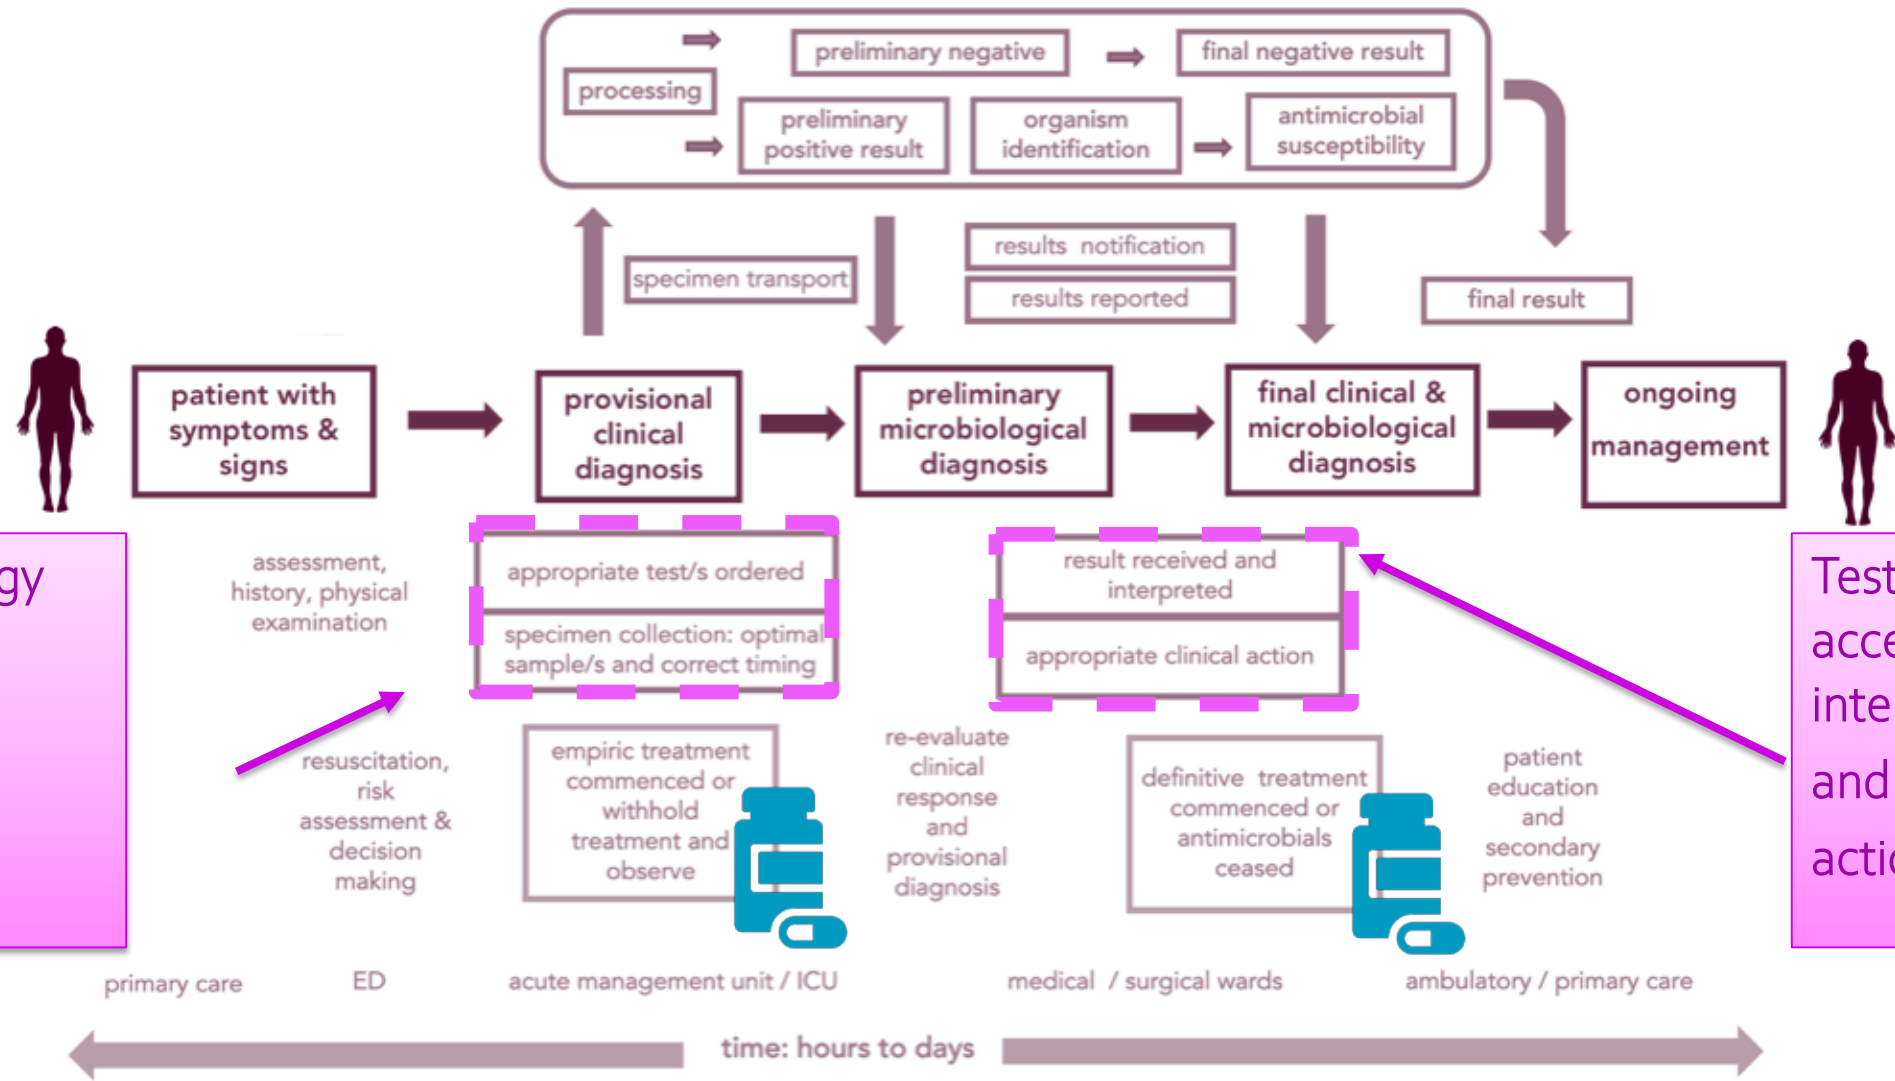 preliminary negative
final negative result
processing
preliminary
positive result
organism
identification
antimicrobial
susceptibility
specimen transport
results notification
results reported
final result
patient with
symptoms &
signs
provisional
clinical
diagnosis
preliminary
microbiological
diagnosis
final clinical &
microbiological
diagnosis
ongoing
management
gy
assessment,
history, physical
examination
appropriate test/s ordered
specimen collection: optimal
sample/s and correct timing
result received and
interpreted
appropriate clinical action
Test
acce
inte
and
actio
resuscitation,
risk
assessment &
decision
making
empiric treatment
commenced or
withhold
treatment and
observe
re-evaluate
clinical
response
and
provisional
diagnosis
definitive treatment
commenced or
antimicrobials
ceased
patient
education
and
secondary
prevention
primary care
ED
acute management unit / ICU
medical / surgical wards
ambulatory / primary care
time: hours to days